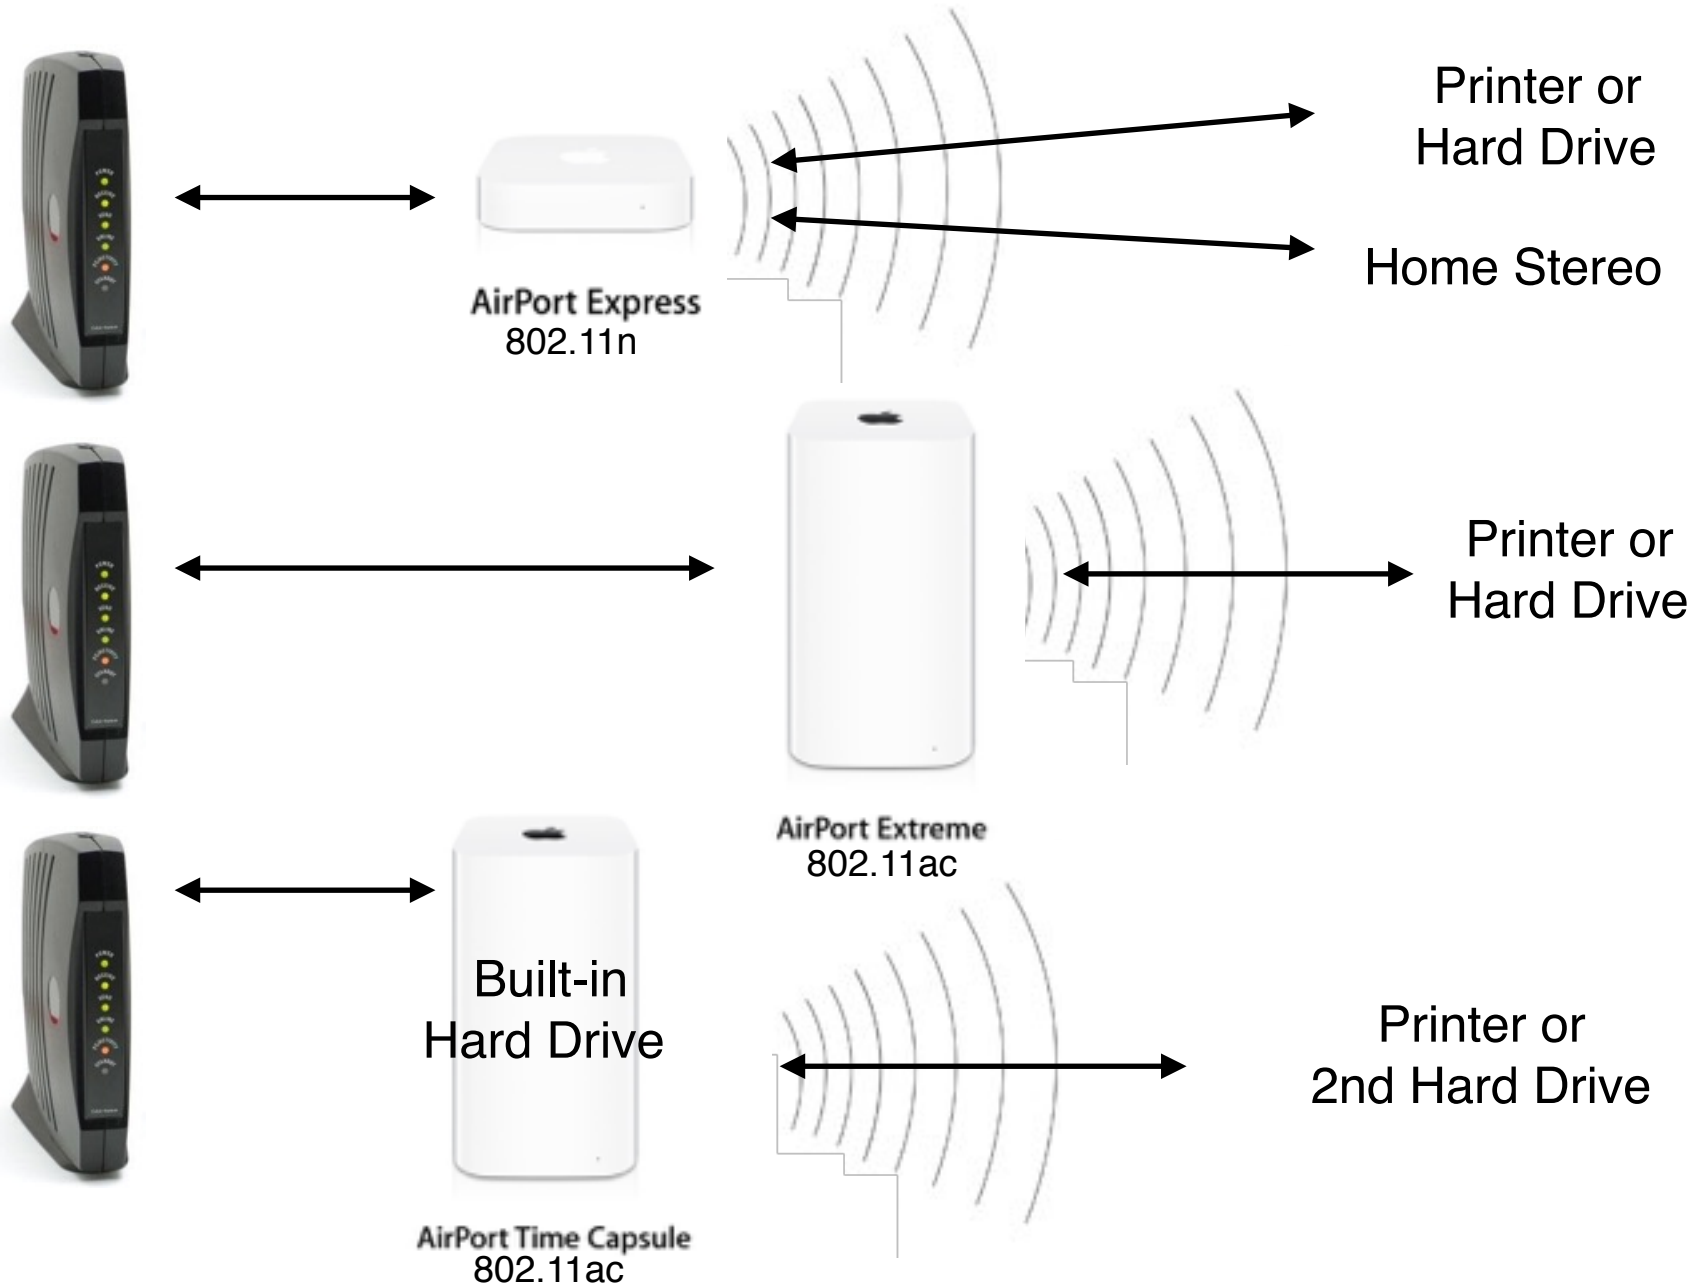 Printer or
Hard Drive
Home Stereo
AirPort Express
802.11n
Printer or
Hard Drive
AirPort Extreme
802.11ac
Built-in
Hard Drive
Printer or
2nd Hard Drive
AirPort Time Capsule
802.11ac